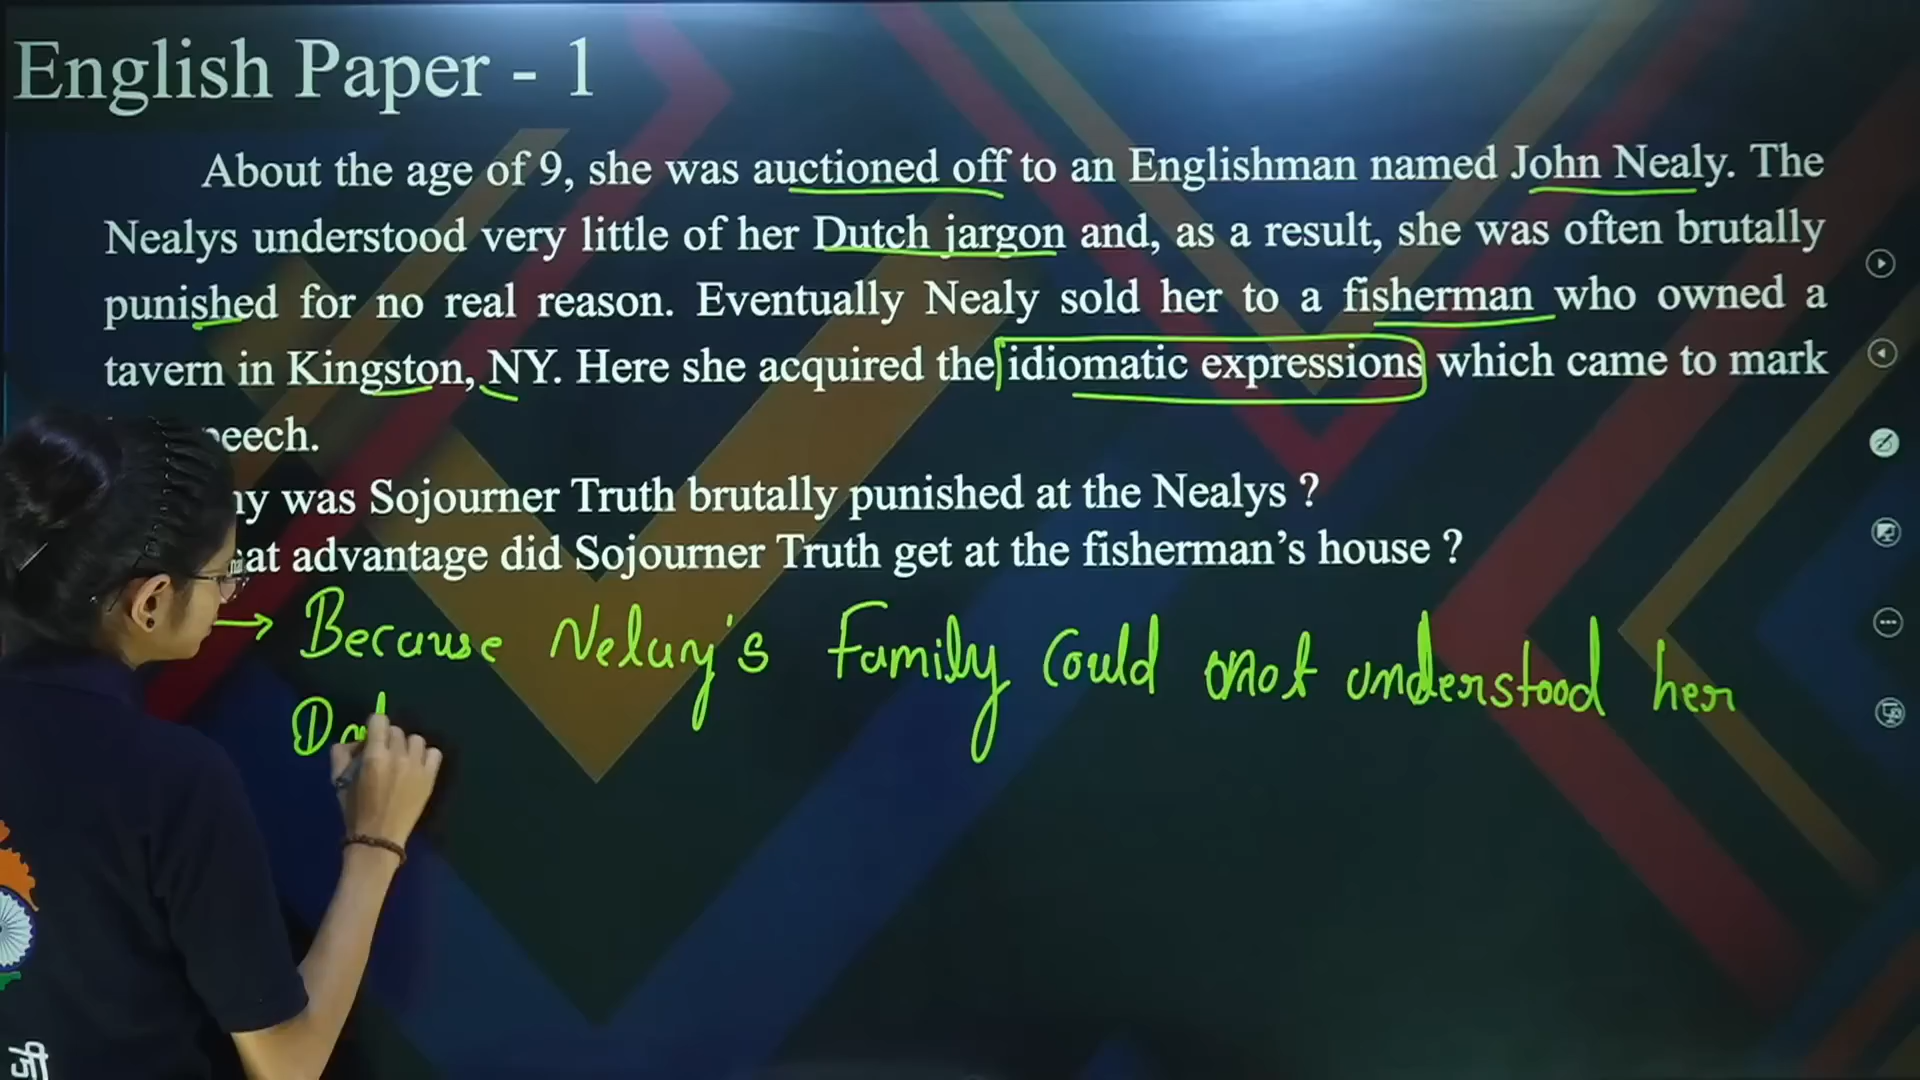 English Paper - 1
About the age of 9, she was auctioned off to an Englishman named John Nealy. The
Nealys understood very little of her Dutch jargon and, as a result, she was often brutally
punished for no real reason. Eventually Nealy sold her to a fisherman who owned a
tavern in Kingston, NY. Here she acquired the idiomatic expressions which came to mark
was Sojourner Truth brutally punished at the Nealys ?
advantage did Sojourner Truth get at the fisherman's house ?
→ Because Neluy's Family Could not understood her
जी